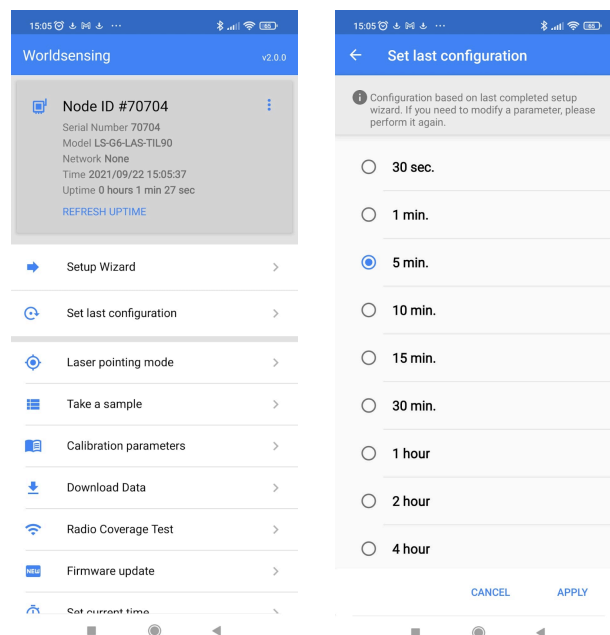 15:05
65
Worldsensing
v2.0.0
Node ID #70704
Serial Number 70704
Model LS-G6-LAS-TIL90
Network None
Time 2021/09/22 15:05:37
Uptime 0 hours 1 min 27 sec
REFRESH UPTIME
Setup Wizard
Set last configuration
Laser pointing mode
Take a sample
Calibration parameters
Download Data
Radio Coverage Test
NEW
Firmware update
Set current time
15:05
65
Set last configuration
Configuration based on last completed setup
wizard. If you need to modify a parameter, please
perform it again.
30 sec.
1 min.
5 min.
10 min.
15 min.
30 min.
1 hour
2 hour
4 hour
CANCEL
APPLY